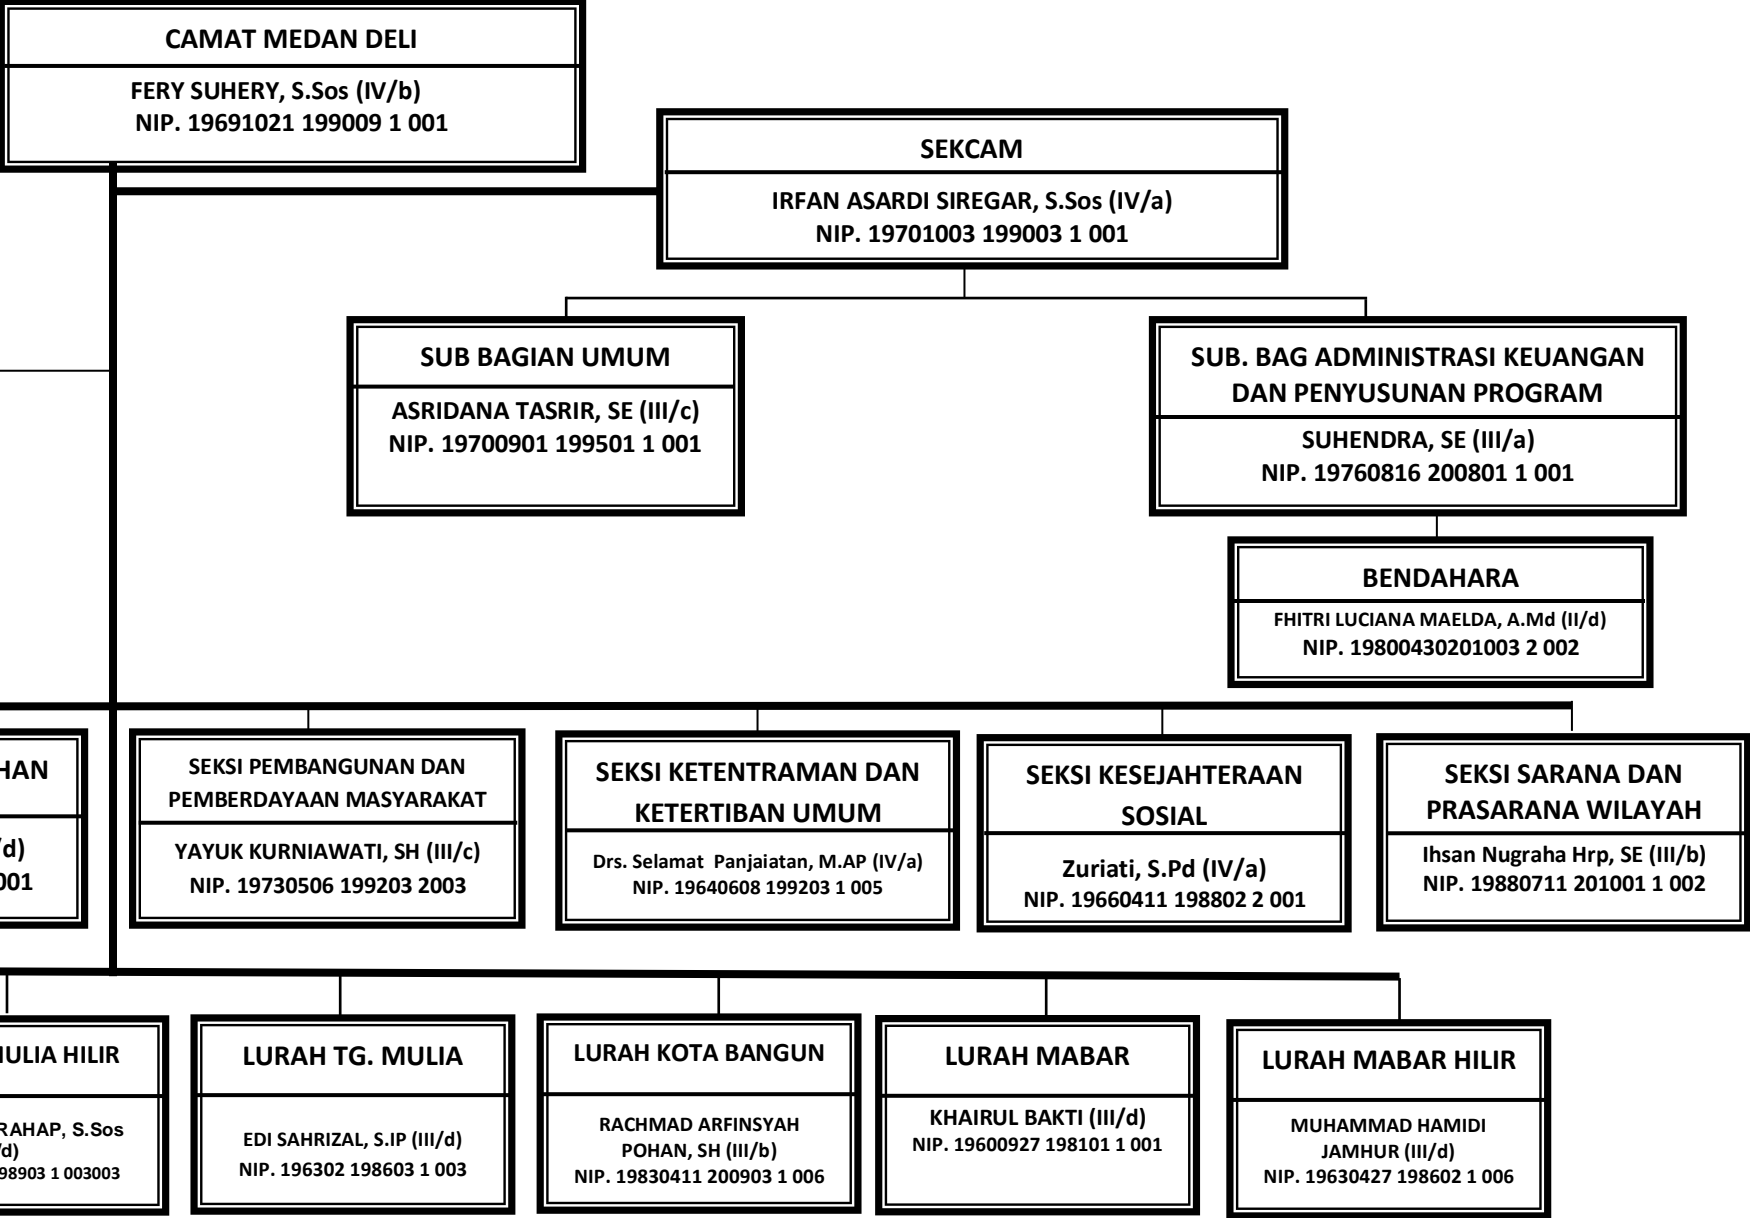 CAMAT MEDAN DELI
FERY SUHERY, S.Sos (IV/b)
NIP. 19691021 199009 1 001
SEKCAM
IRFAN ASARDI SIREGAR, S.Sos (IV/a)
NIP. 19701003 199003 1 001
SUB BAGIAN UMUM
ASRIDANA TASRIR, SE (III/c)
NIP. 19700901 199501 1 001
SUB. BAG ADMINISTRASI KEUANGAN
DAN PENYUSUNAN PROGRAM
SUHENDRA, SE (III/a)
NIP. 19760816 200801 1 001
BENDAHARA
FHITRI LUCIANA MAELDA, A.Md (II/d)
NIP. 19800430201003 2 002
HAN
/d)
001
SEKSI PEMBANGUNAN DAN
PEMBERDAYAAN MASYARAKAT
YAYUK KURNIAWATI, SH (III/c)
NIP. 19730506 199203 2003
SEKSI KETENTRAMAN DAN
KETERTIBAN UMUM
Drs. Selamat Panjaiatan, M.AP (IV/a)
NIP. 19640608 199203 1 005
SEKSI KESEJAHTERAAN
SOSIAL
Zuriati, S.Pd (IV/a)
NIP. 19660411 198802 2 001
SEKSI SARANA DAN
PRASARANA WILAYAH
Ihsan Nugraha Hrp, SE (III/b)
NIP. 19880711 201001 1 002
MULIA HILIR
RAHAP, S.Sos
/d)
98903 1 003003
LURAH TG. MULIA
EDI SAHRIZAL, S.IP (III/d)
NIP. 196302 198603 1 003
LURAH KOTA BANGUN
RACHMAD ARFINSYAH
POHAN, SH (III/b)
NIP. 19830411 200903 1 006
LURAH MABAR
KHAIRUL BAKTI (III/d)
NIP. 19600927 198101 1 001
LURAH MABAR HILIR
MUHAMMAD HAMIDI
JAMHUR (III/d)
NIP. 19630427 198602 1 006